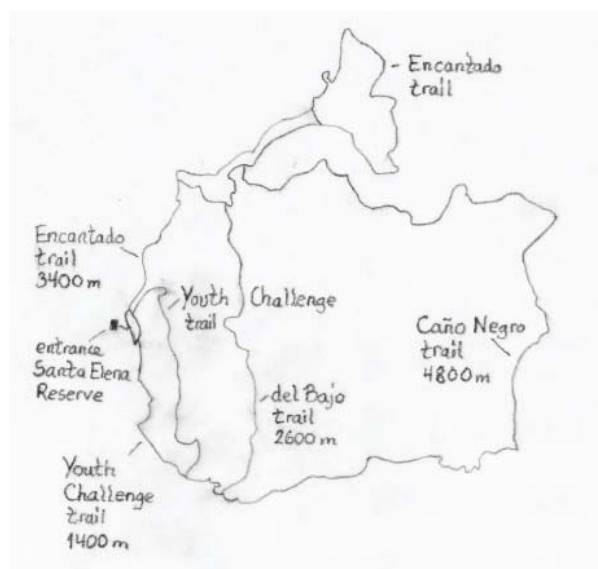 Encantado
trail
Encantado
trail
3400 m
Youth Challenge
trail
entrance
Santa Elena
Reserve
Caño Negro
trail
4800 m
del Bajo
trail
2600 m
Youth
Challenge
trail
1400 m